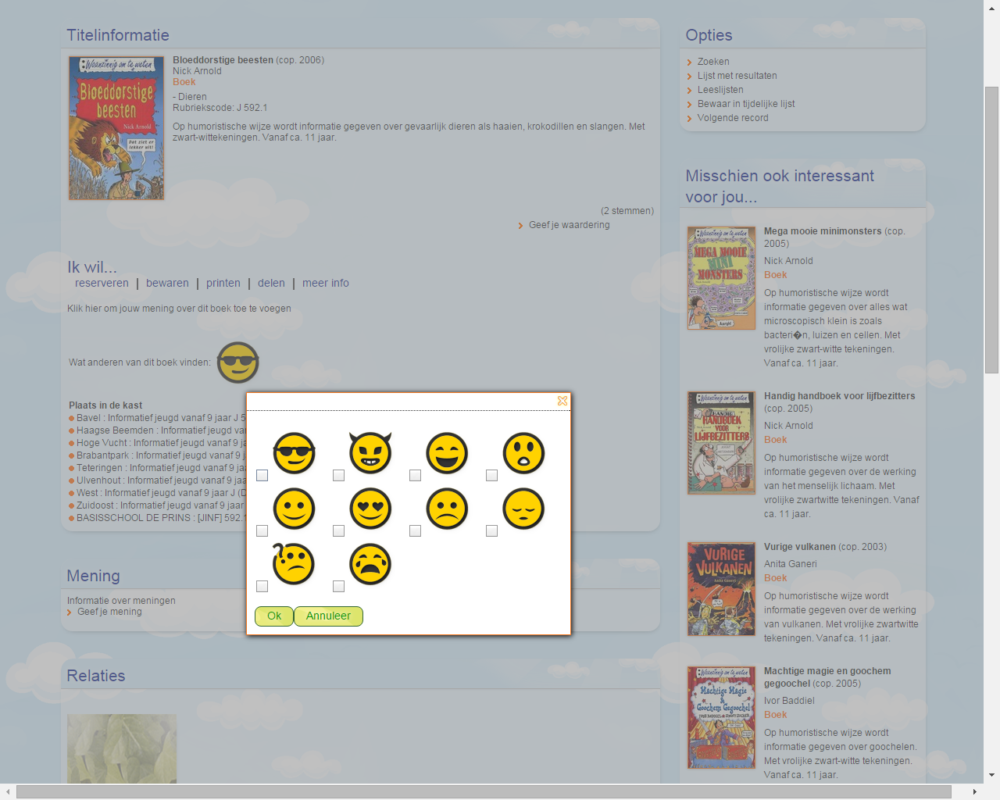 Titelinformatie
Waanzinnig om te weten
Bloeddorstige
beesten
Nick Arnold
Dat ziet er
lekker uit!
Bloeddorstige beesten (cop. 2006)
Nick Arnold
Boek
- Dieren
Rubriekscode: J 592.1
Op humoristische wijze wordt informatie gegeven over gevaarlijk dieren als haaien, krokodillen en slangen. Met
zwart-wittekeningen. Vanaf ca. 11 jaar.
(2 stemmen)
Geef je waardering
Ik wil...
reserveren | bewaren | printen | delen | meer info
Klik hier om jouw mening over dit boek toe te voegen
Wat anderen van dit boek vinden:
Plaats in de kast
Bavel : Informatief jeugd vanaf 9 jaar J 5
Haagse Beemden : Informatief jeugd van
Hoge Vucht : Informatief jeugd vanaf 9 j
Brabantpark : Informatief jeugd vanaf 9 j
Teteringen : Informatief jeugd vanaf 9 ja
Ulvenhout : Informatief jeugd vanaf 9 jaa
West : Informatief jeugd vanaf 9 jaar J (D
Zuidoost : Informatief jeugd vanaf 9 jaar
BASISSCHOOL DE PRINS : [JINF] 592.1
Ok
Annuleer
Mening
Informatie over meningen
Geef je mening
Relaties
Opties
Zoeken
Lijst met resultaten
Leeslijsten
Bewaar in tijdelijke lijst
Volgende record
Misschien ook interessant
voor jou...
Waanzinnig om te weten
MEGA MOOIE
MINI
MONSTERS
Aargh!
Mega mooie minimonsters (cop.
2005)
Nick Arnold
Boek
Op humoristische wijze wordt
informatie gegeven over alles wat
microscopisch klein is zoals
bacteri�n, luizen en cellen. Met
vrolijke zwart-witte tekeningen.
Vanaf ca. 11 jaar.
Waanzinnig om te weten
HANDIG
HANDBOEK
VOOR
LIJFBEZITTERS
Handig handboek voor lijfbezitters
(cop. 2005)
Nick Arnold
Boek
Op humoristische wijze wordt
informatie gegeven over de werking
van het menselijk lichaam. Met
vrolijke zwartwitte tekeningen. Vanaf
ca. 11 jaar.
VURIGE
VULKANEN
Anita Ganeri
Vurige vulkanen (cop. 2003)
Anita Ganeri
Boek
Op humoristische wijze wordt
informatie gegeven over de werking
van vulkanen. Met vrolijke zwartwitte
tekeningen. Vanaf ca. 11 jaar.
Waanzinnig om te weten
Machtige Magie
&
Goochem Gegoochel
Machtige magie en goochem
gegoochel (cop. 2005)
Ivor Baddiel
Boek
Op humoristische wijze wordt
informatie gegeven over goochelen.
Met vrolijke zwart-witte tekeningen.
Vanaf ca. 11 jaar.